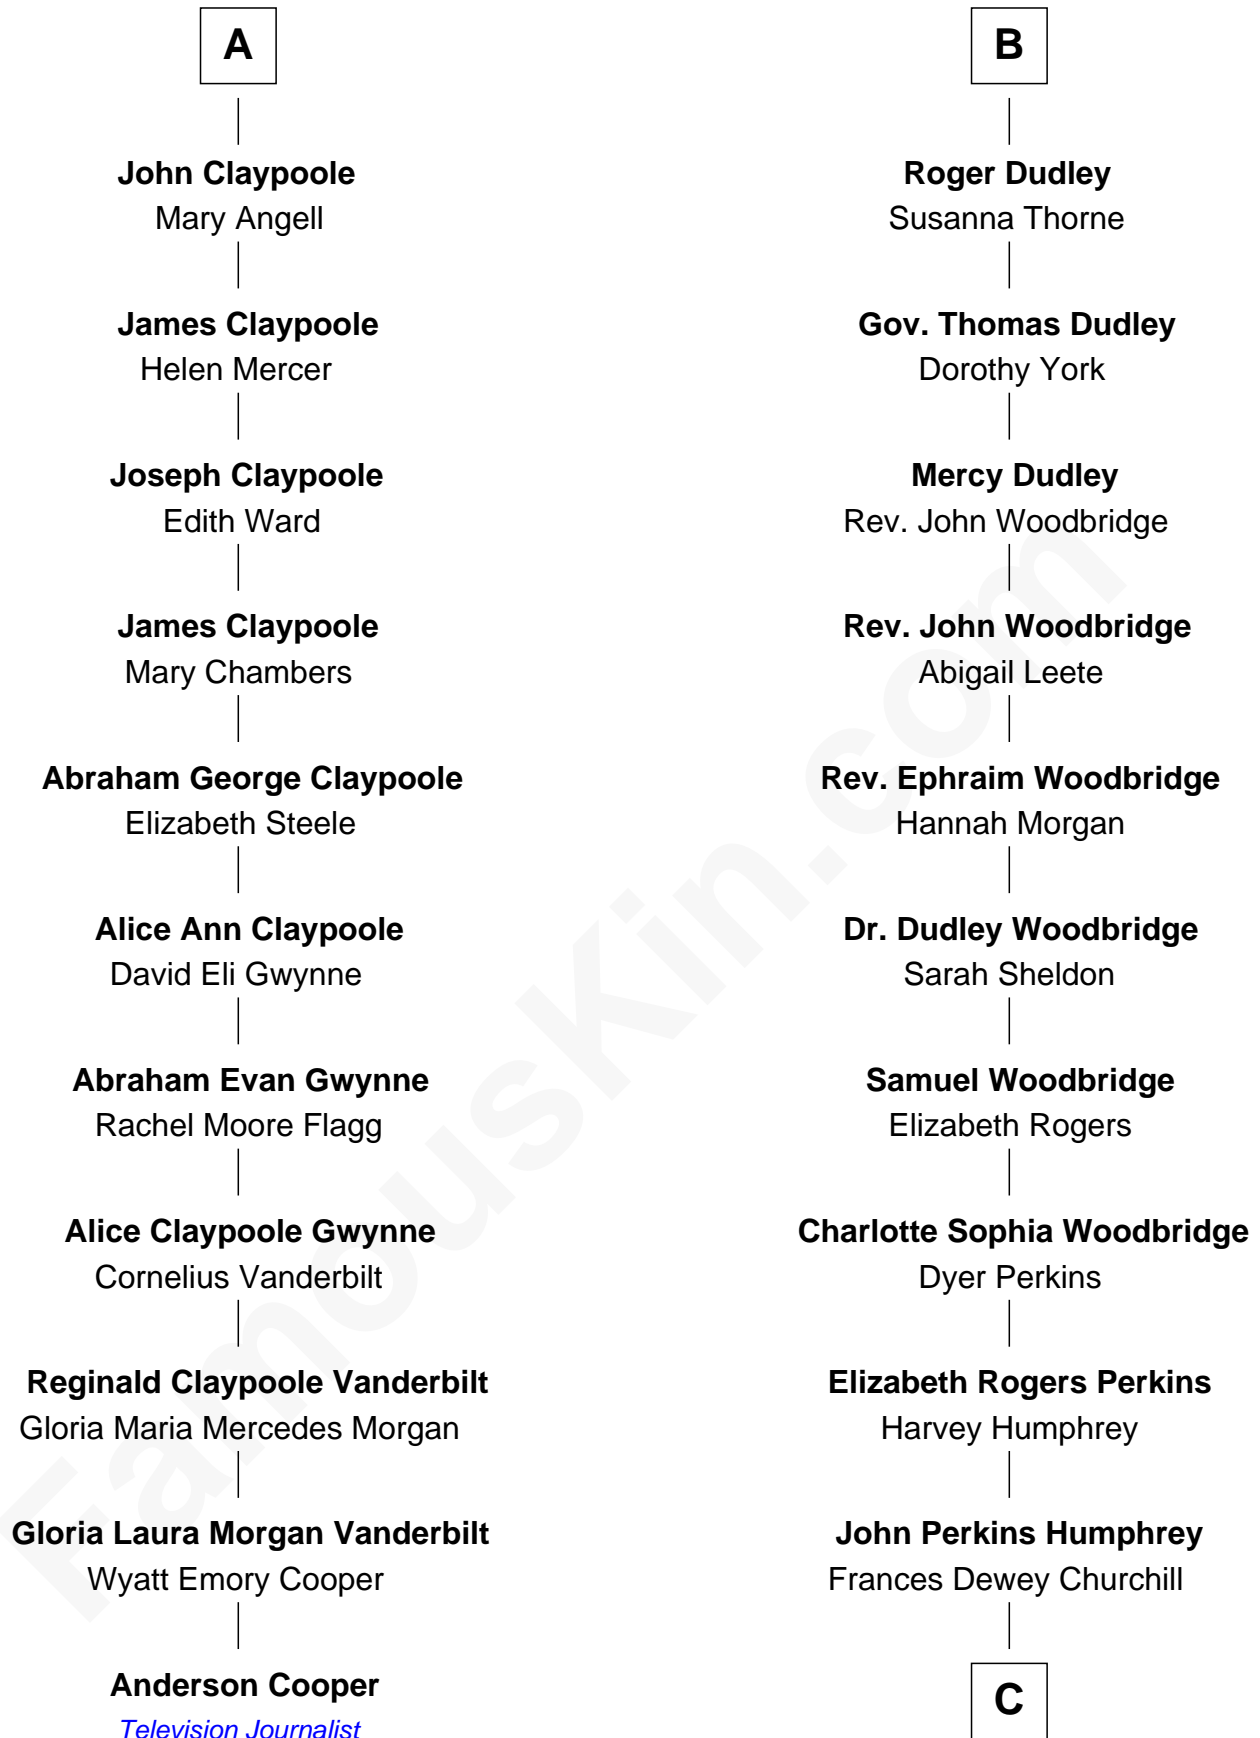 A
John Claypoole
Mary Angell
James Claypoole
Helen Mercer
Joseph Claypoole
Edith Ward
James Claypoole
Mary Chambers
Abraham George Claypoole
Elizabeth Steele
Alice Ann Claypoole
David Eli Gwynne
Abraham Evan Gwynne
Rachel Moore Flagg
Alice Claypoole Gwynne
Cornelius Vanderbilt
Reginald Claypoole Vanderbilt
Gloria Maria Mercedes Morgan
Gloria Laura Morgan Vanderbilt
Wyatt Emory Cooper
Anderson Cooper
Television Journalist
B
Roger Dudley
Susanna Thorne
Gov. Thomas Dudley
Dorothy York
Mercy Dudley
Rev. John Woodbridge
Rev. John Woodbridge
Abigail Leete
Rev. Ephraim Woodbridge
Hannah Morgan
Dr. Dudley Woodbridge
Sarah Sheldon
Samuel Woodbridge
Elizabeth Rogers
Charlotte Sophia Woodbridge
Dyer Perkins
Elizabeth Rogers Perkins
Harvey Humphrey
John Perkins Humphrey
Frances Dewey Churchill
C
FamousKin.com